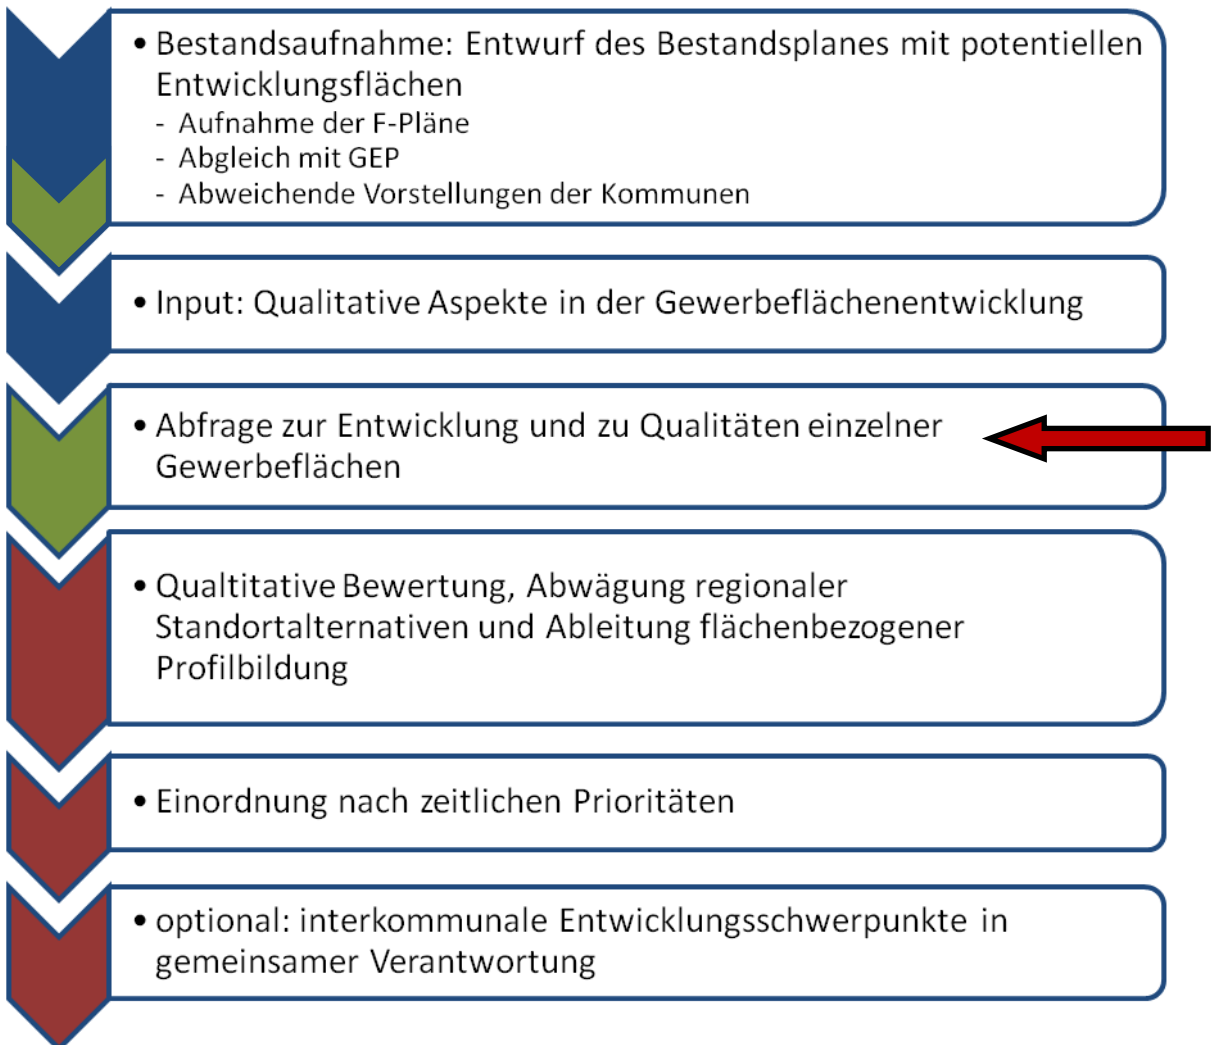 • Bestandsaufnahme: Entwurf des Bestandsplanes mit potentiellen
Entwicklungsflächen
- Aufnahme der F-Pläne
- Abgleich mit GEP
- Abweichende Vorstellungen der Kommunen
• Input: Qualitative Aspekte in der Gewerbeflächenentwicklung
• Abfrage zur Entwicklung und zu Qualitäten einzelner
Gewerbeflächen
• Qualtitative Bewertung, Abwägung regionaler
Standortalternativen und Ableitung flächenbezogener
Profilbildung
• Einordnung nach zeitlichen Prioritäten
• optional: interkommunale Entwicklungsschwerpunkte in
gemeinsamer Verantwortung